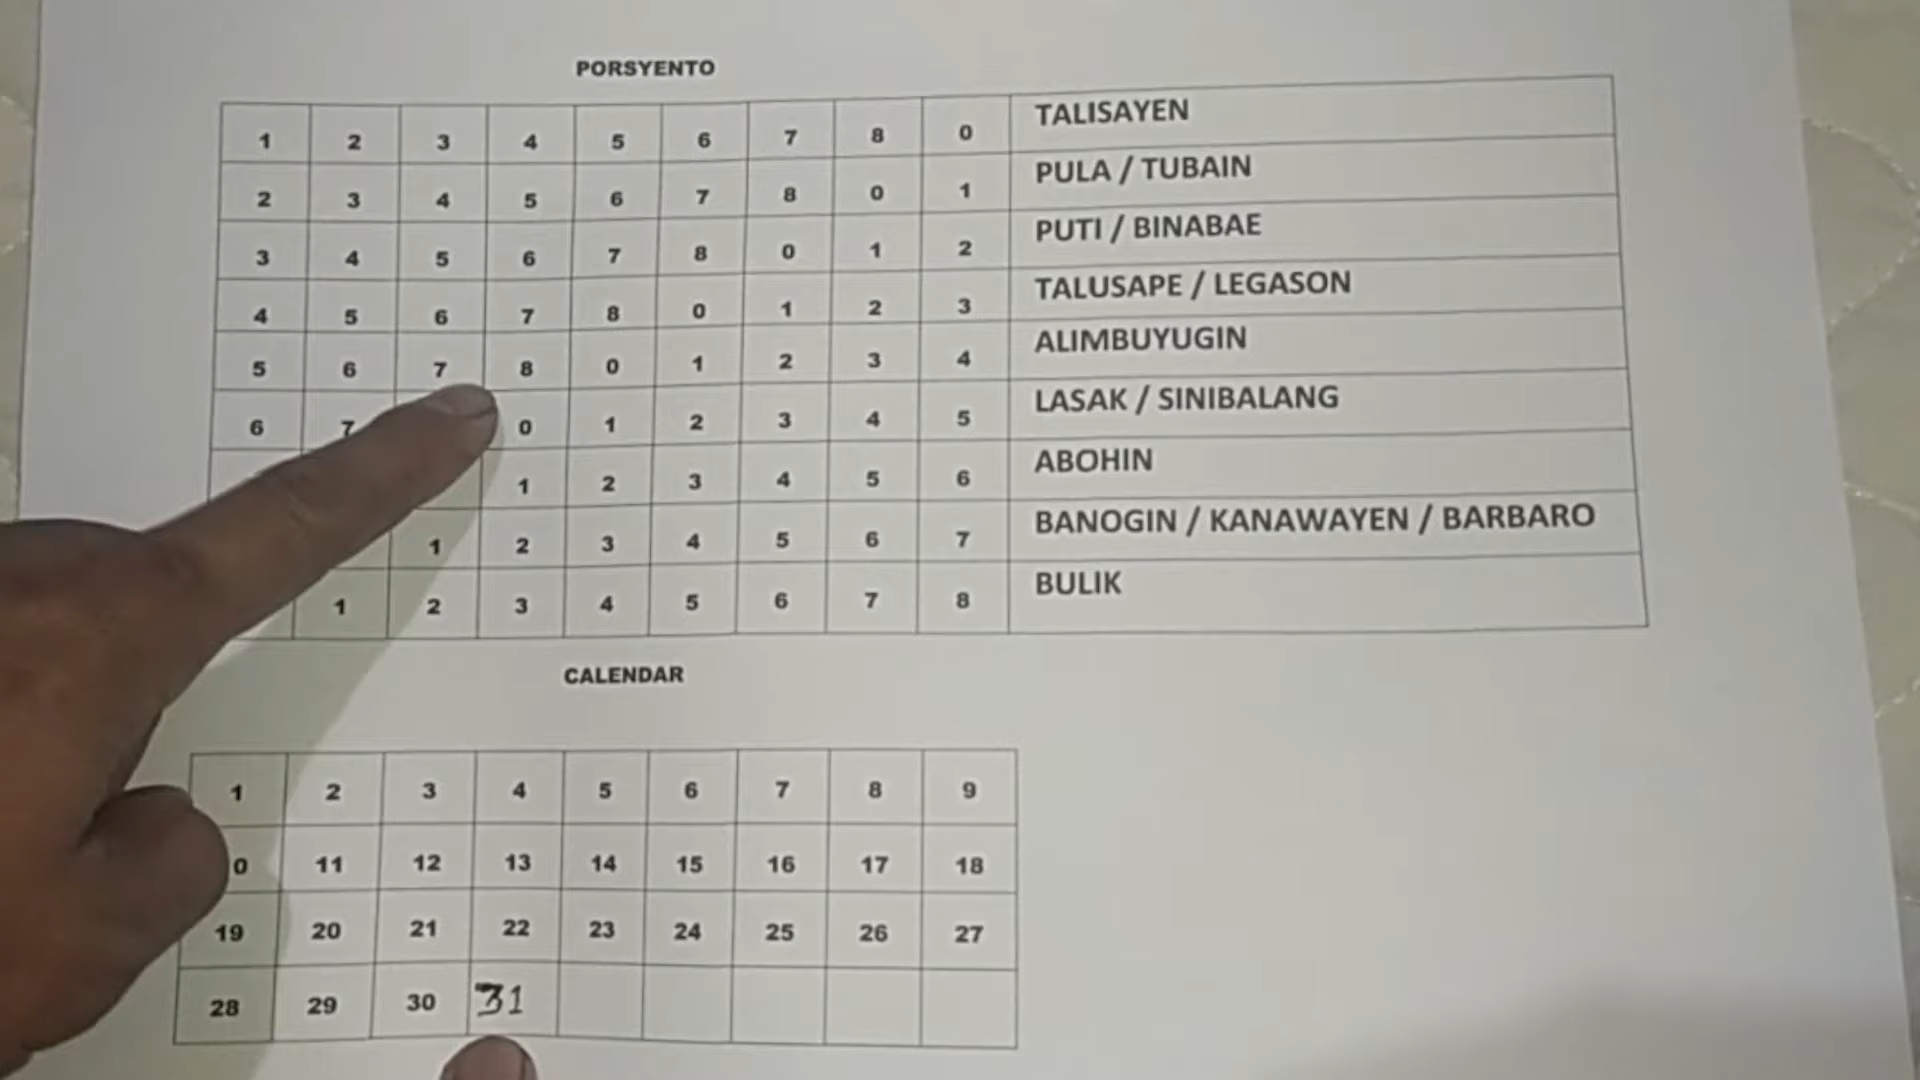 PORSYENTO
1 2 3 4 5 6 7 8 0 TALISAYEN
2 3 4 5 6 7 8 0 1 PULA / TUBAIN
3 4 5 6 7 8 0 1 2 PUTI / BINABAE
4 5 6 7 8 0 1 2 3 TALUSAPE / LEGASON
5 6 7 8 0 1 2 3 4 ALIMBUYUGIN
6 7 0 1 2 3 4 5 LASAK / SINIBALANG
1 2 3 4 5 6 ABOHIN
1 2 3 4 5 6 7 BANOGIN / KANAWAYEN / BARBARO
1 2 3 4 5 6 7 8 BULIK
CALENDAR
1 2 3 4 5 6 7 8 9
0 11 12 13 14 15 16 17 18
19 20 21 22 23 24 25 26 27
28 29 30 31